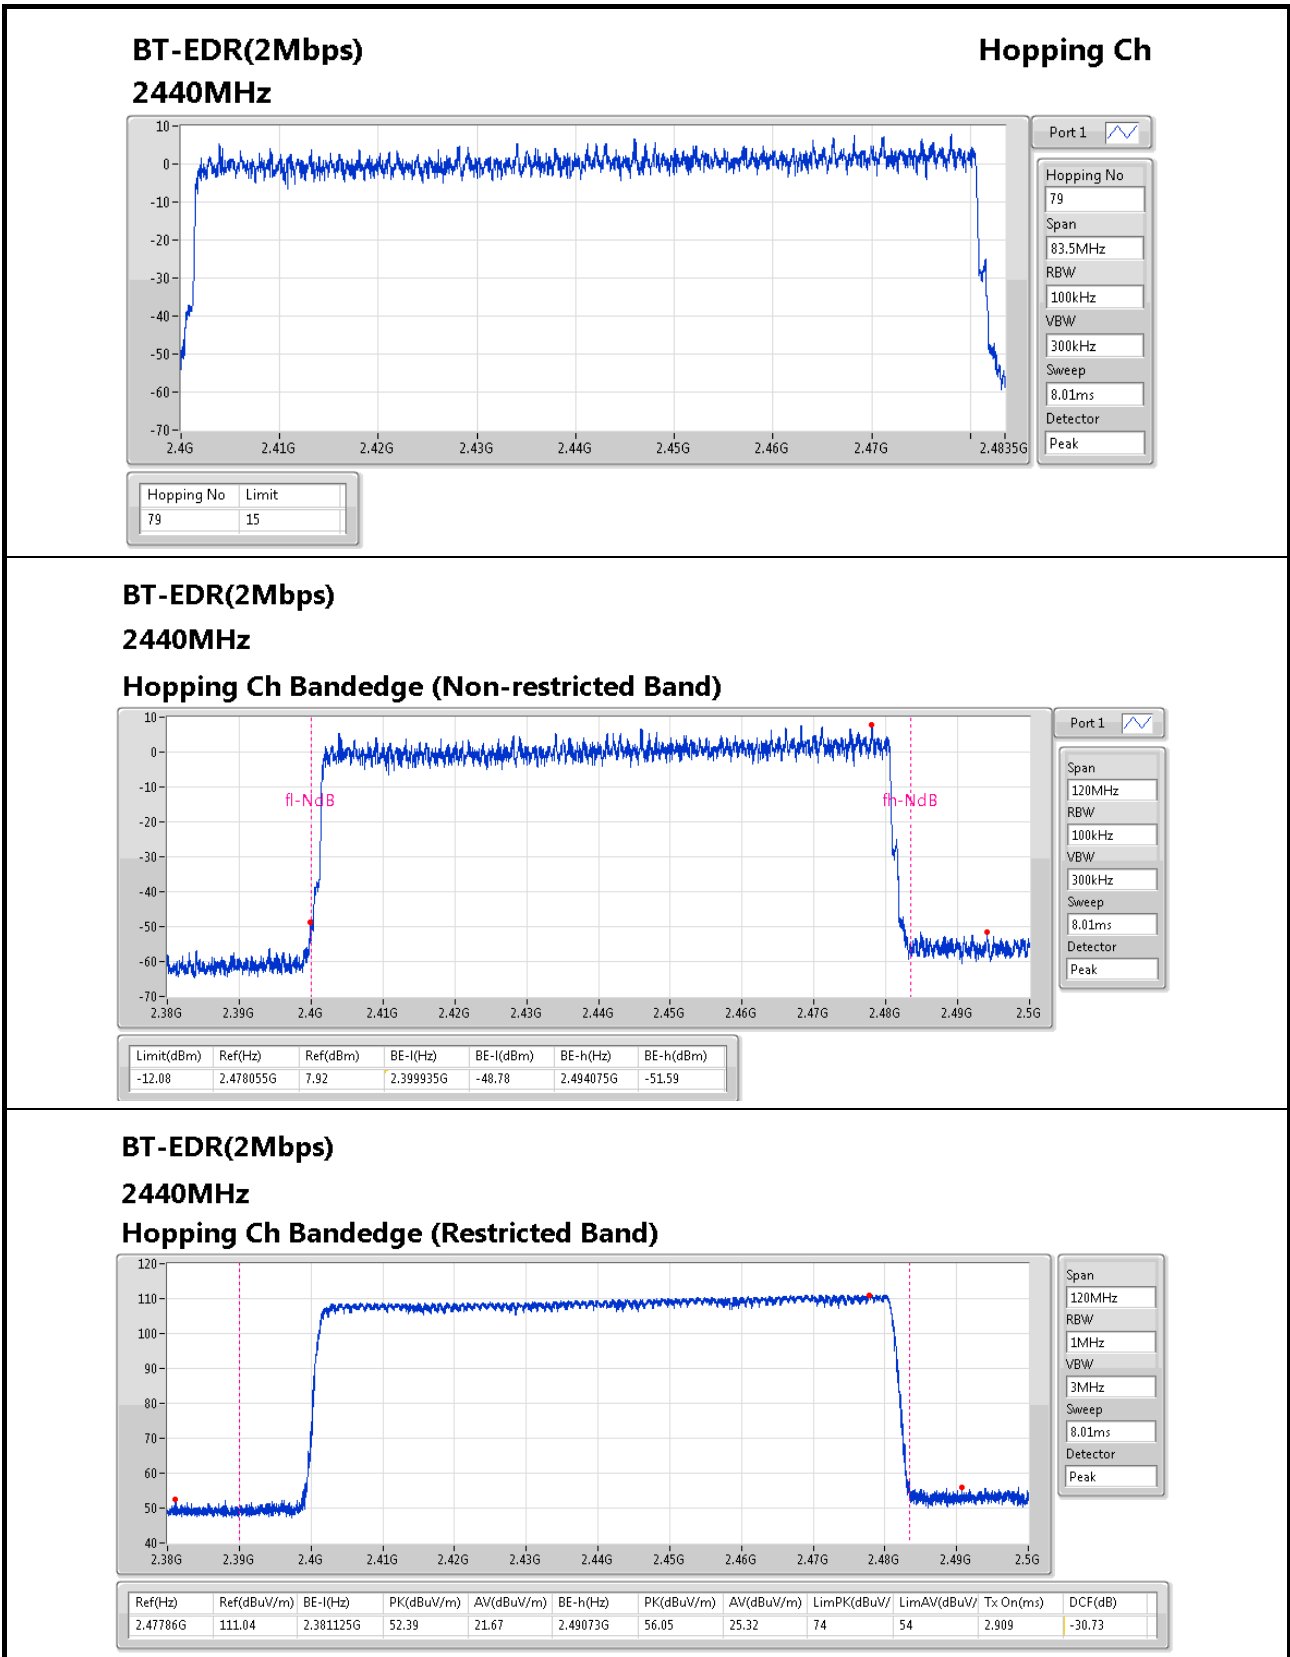 BT-EDR(2Mbps) Hopping Ch
2440MHz
10
0
-10
-20
-30
-40
-50
-60
-70
2.4G 2.41G 2.42G 2.43G 2.44G 2.45G 2.46G 2.47G 2.4835G
Port 1
Hopping No
79
Span
83.5MHz
RBW
100kHz
VBW
300kHz
Sweep
8.01ms
Detector
Peak
Hopping No Limit
79 15
BT-EDR(2Mbps)
2440MHz
Hopping Ch Bandedge (Non-restricted Band)
10
0
-10
-20
-30
-40
-50
-60
-70
fl-NdB fh-NdB
2.38G 2.39G 2.4G 2.41G 2.42G 2.43G 2.44G 2.45G 2.46G 2.47G 2.48G 2.49G 2.5G
Port 1
Span
120MHz
RBW
100kHz
VBW
300kHz
Sweep
8.01ms
Detector
Peak
Limit(dBm) Ref(Hz) Ref(dBm) BE-l(Hz) BE-l(dBm) BE-h(Hz) BE-h(dBm)
-12.08 2.478055G 7.92 2.399935G -48.78 2.494075G -51.59
BT-EDR(2Mbps)
2440MHz
Hopping Ch Bandedge (Restricted Band)
120
110
100
90
80
70
60
50
40
2.38G 2.39G 2.4G 2.41G 2.42G 2.43G 2.44G 2.45G 2.46G 2.47G 2.48G 2.49G 2.5G
Span
120MHz
RBW
1MHz
VBW
3MHz
Sweep
8.01ms
Detector
Peak
Ref(Hz) Ref(dBuV/m) BE-l(Hz) PK(dBuV/m) AV(dBuV/m) BE-h(Hz) PK(dBuV/m) AV(dBuV/m) LimPK(dBuV/ LimAV(dBuV/ Tx On(ms) DCF(dB)
2.47786G 111.04 2.381125G 52.39 21.67 2.49073G 56.05 25.32 74 54 2.909 -30.73